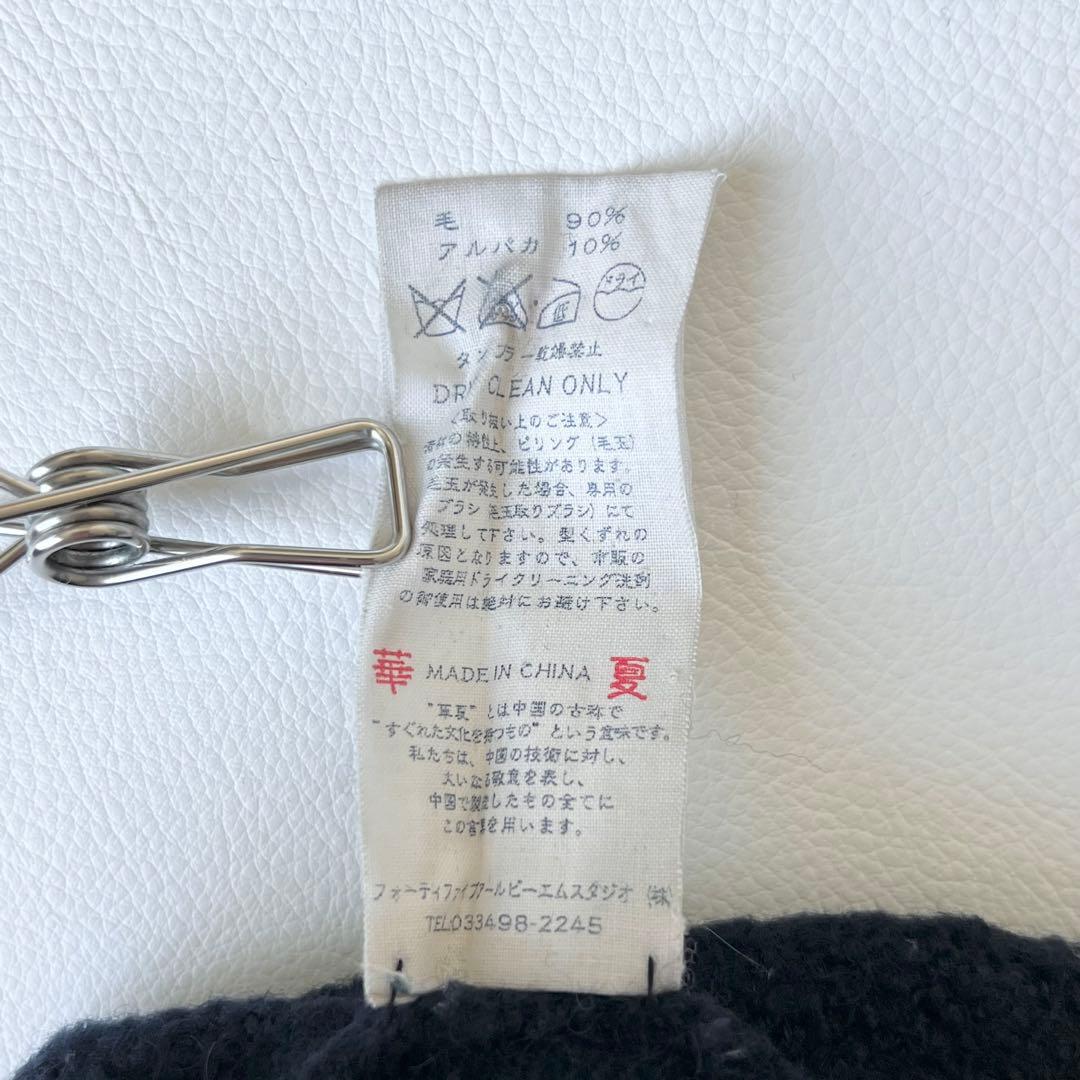 毛 90%
アルパカ 10%
低 ドライ
タンブラー乾燥禁止
DRY CLEAN ONLY
〈取り扱い上のご注意〉
の特性上、ピリング（毛玉）
の発生する可能性があります。
毛玉が発生した場合、専用の
ブラシ（毛玉取りブラシ）にて
処理して下さい。型くずれの
原因となりますので、市販の
家庭用ドライクリーニング洗剤
の御使用は絶対にお避け下さい。
華 MADE IN CHINA 夏
"華夏"とは中国の古称で
"すぐれた文化を持つもの"という意味です。
私たちは、中国の技術に対し、
大いなる敬意を表し、
中国で製造したもの全てに
この言葉を用います。
フォーティファイブアールピーエムスタジオ（株）
TEL:033498-2245